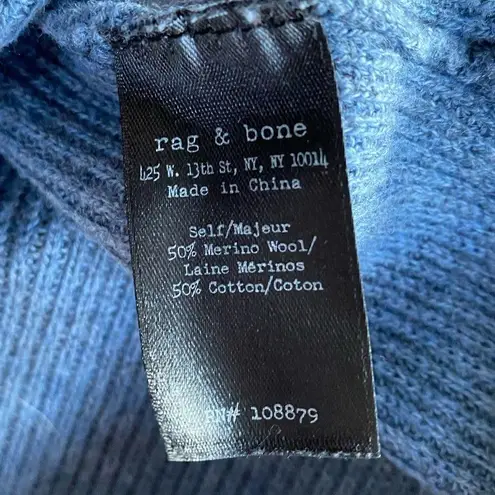 rag & bone
425 W. 13th St, NY, NY 10014
Made in China
Self/Majeur
50% Merino Wool/
Laine Mérinos
50% Cotton/Coton
RN# 108879